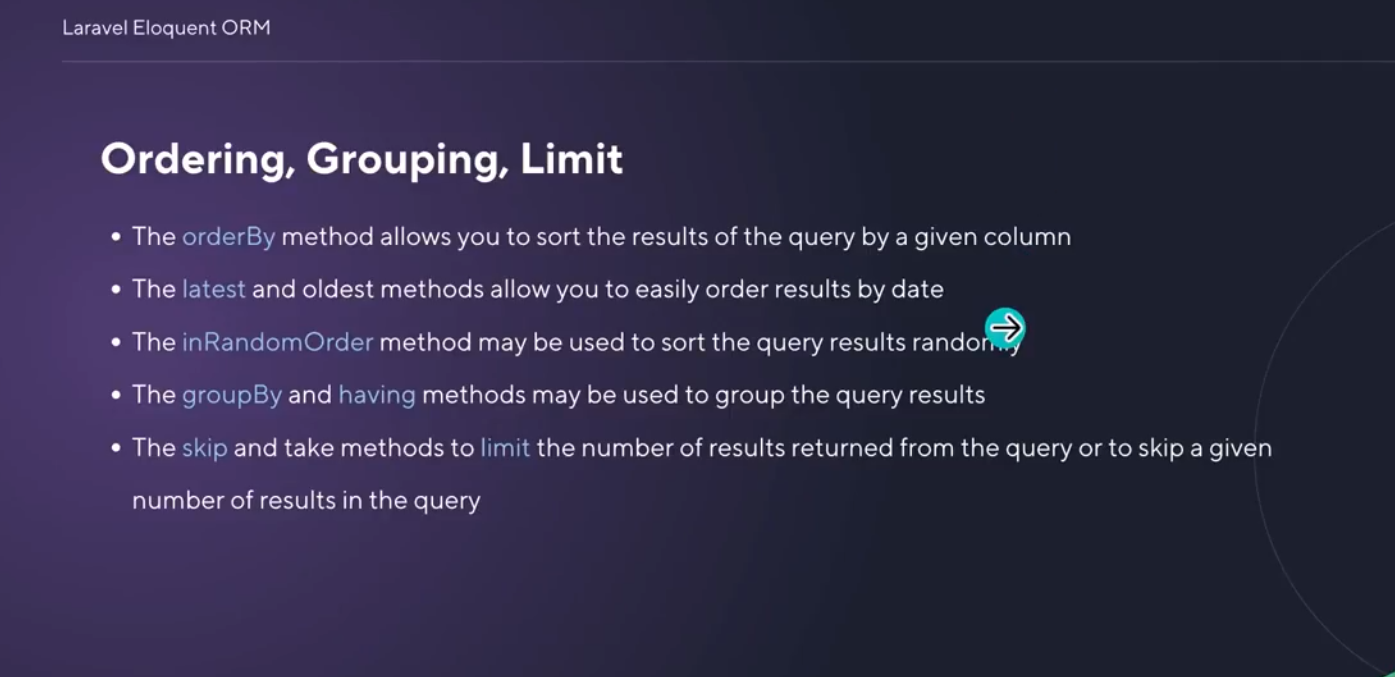 Laravel Eloquent ORM
Ordering, Grouping, Limit
• The orderBy method allows you to sort the results of the query by a given column
• The latest and oldest methods allow you to easily order results by date
• The inRandomOrder method may be used to sort the query results randomly
• The groupBy and having methods may be used to group the query results
• The skip and take methods to limit the number of results returned from the query or to skip a given
number of results in the query